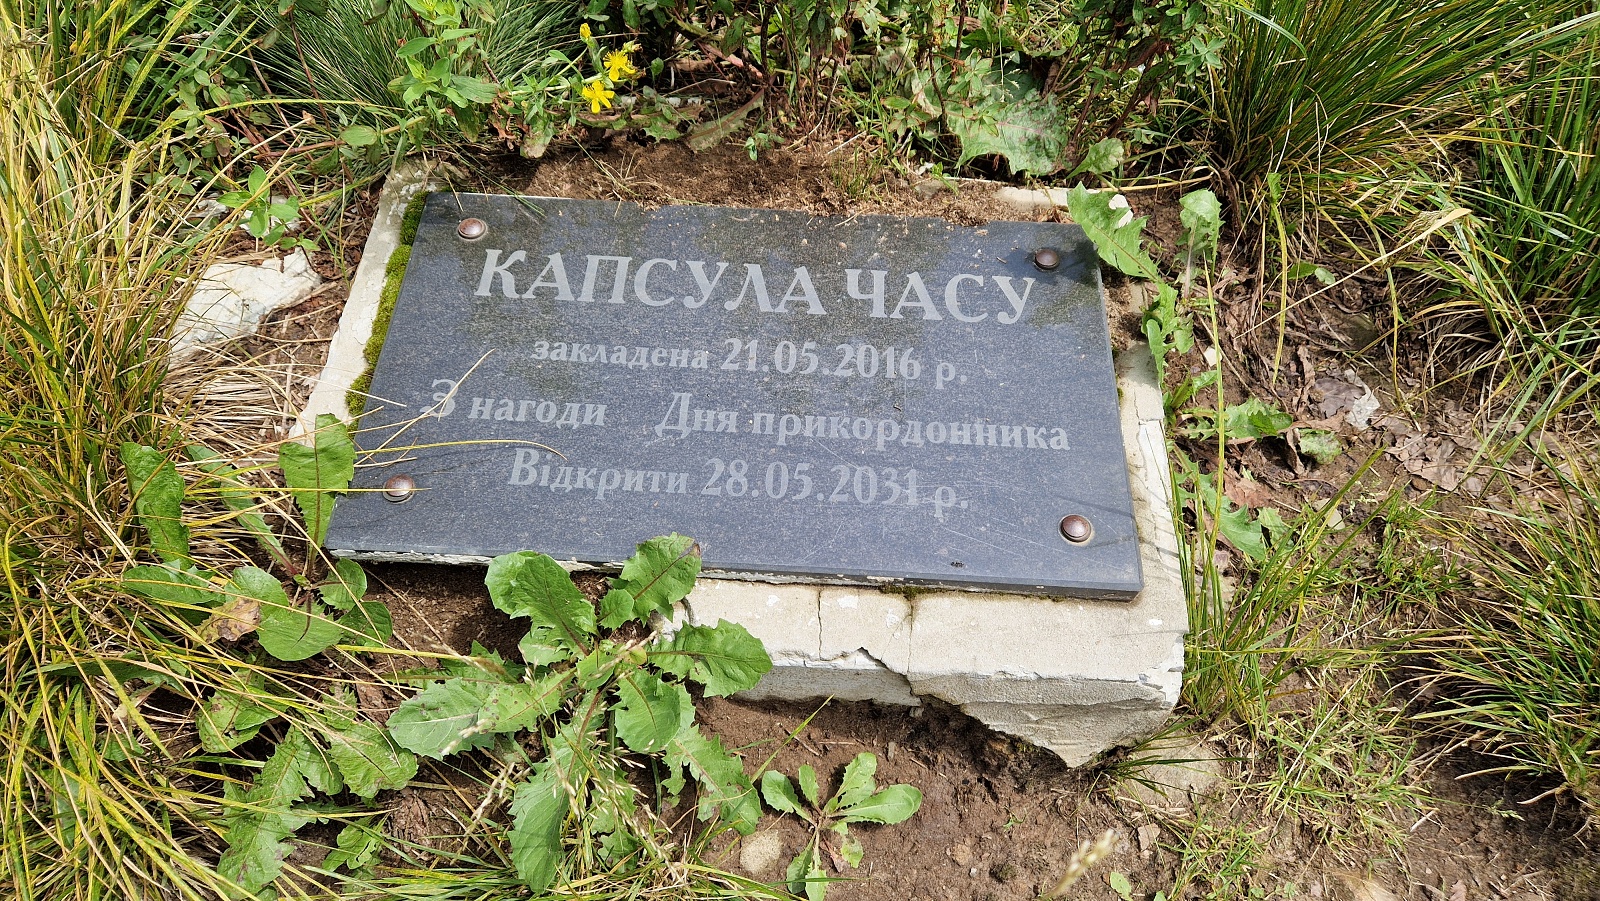 КАПСУЛА ЧАСУ
закладена 21.05.2016 р.
З нагоди Дня прикордонника
Відкрити 28.05.2031 р.